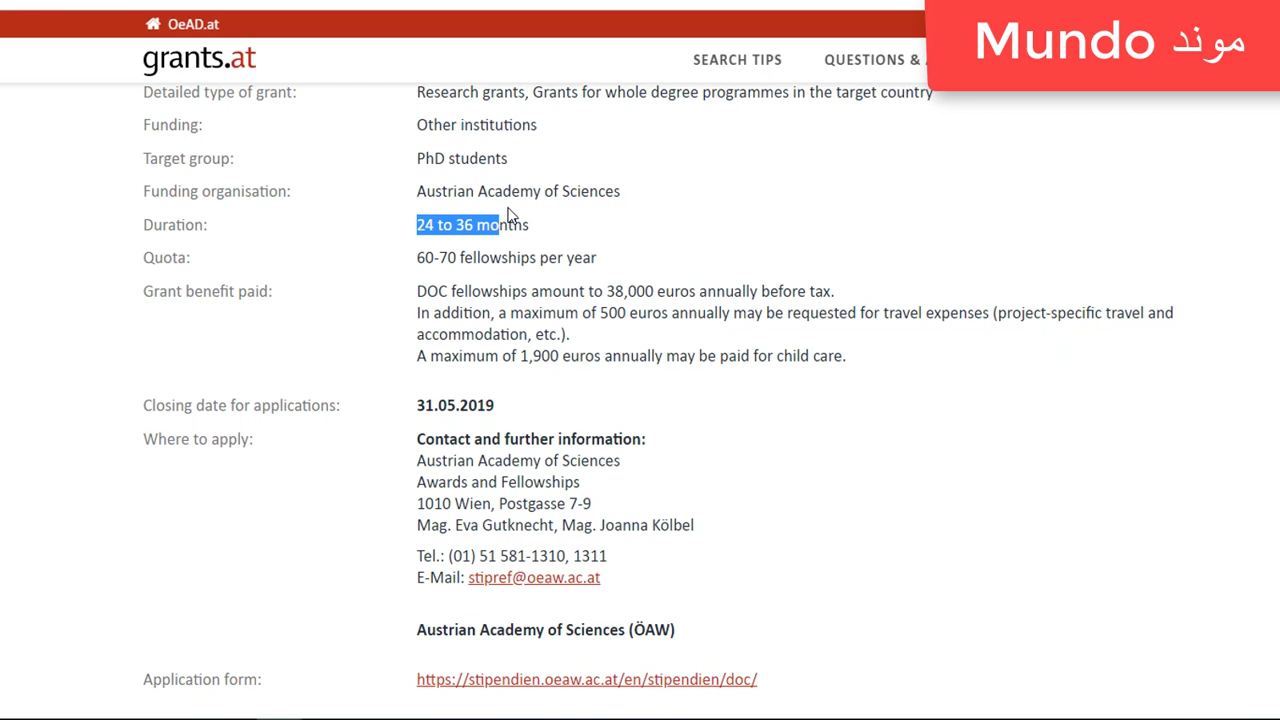 OeAD.at
Mundo موند
grants.at
SEARCH TIPS
QUESTIONS &
Detailed type of grant: Research grants, Grants for whole degree programmes in the target country
Funding: Other institutions
Target group: PhD students
Funding organisation: Austrian Academy of Sciences
Duration: 24 to 36 months
Quota: 60-70 fellowships per year
Grant benefit paid: DOC fellowships amount to 38,000 euros annually before tax.
In addition, a maximum of 500 euros annually may be requested for travel expenses (project-specific travel and
accommodation, etc.).
A maximum of 1,900 euros annually may be paid for child care.
Closing date for applications: 31.05.2019
Where to apply: Contact and further information:
Austrian Academy of Sciences
Awards and Fellowships
1010 Wien, Postgasse 7-9
Mag. Eva Gutknecht, Mag. Joanna Kölbel
Tel.: (01) 51 581-1310, 1311
E-Mail: stipref@oeaw.ac.at
Austrian Academy of Sciences (ÖAW)
Application form: https://stipendien.oeaw.ac.at/en/stipendien/doc/